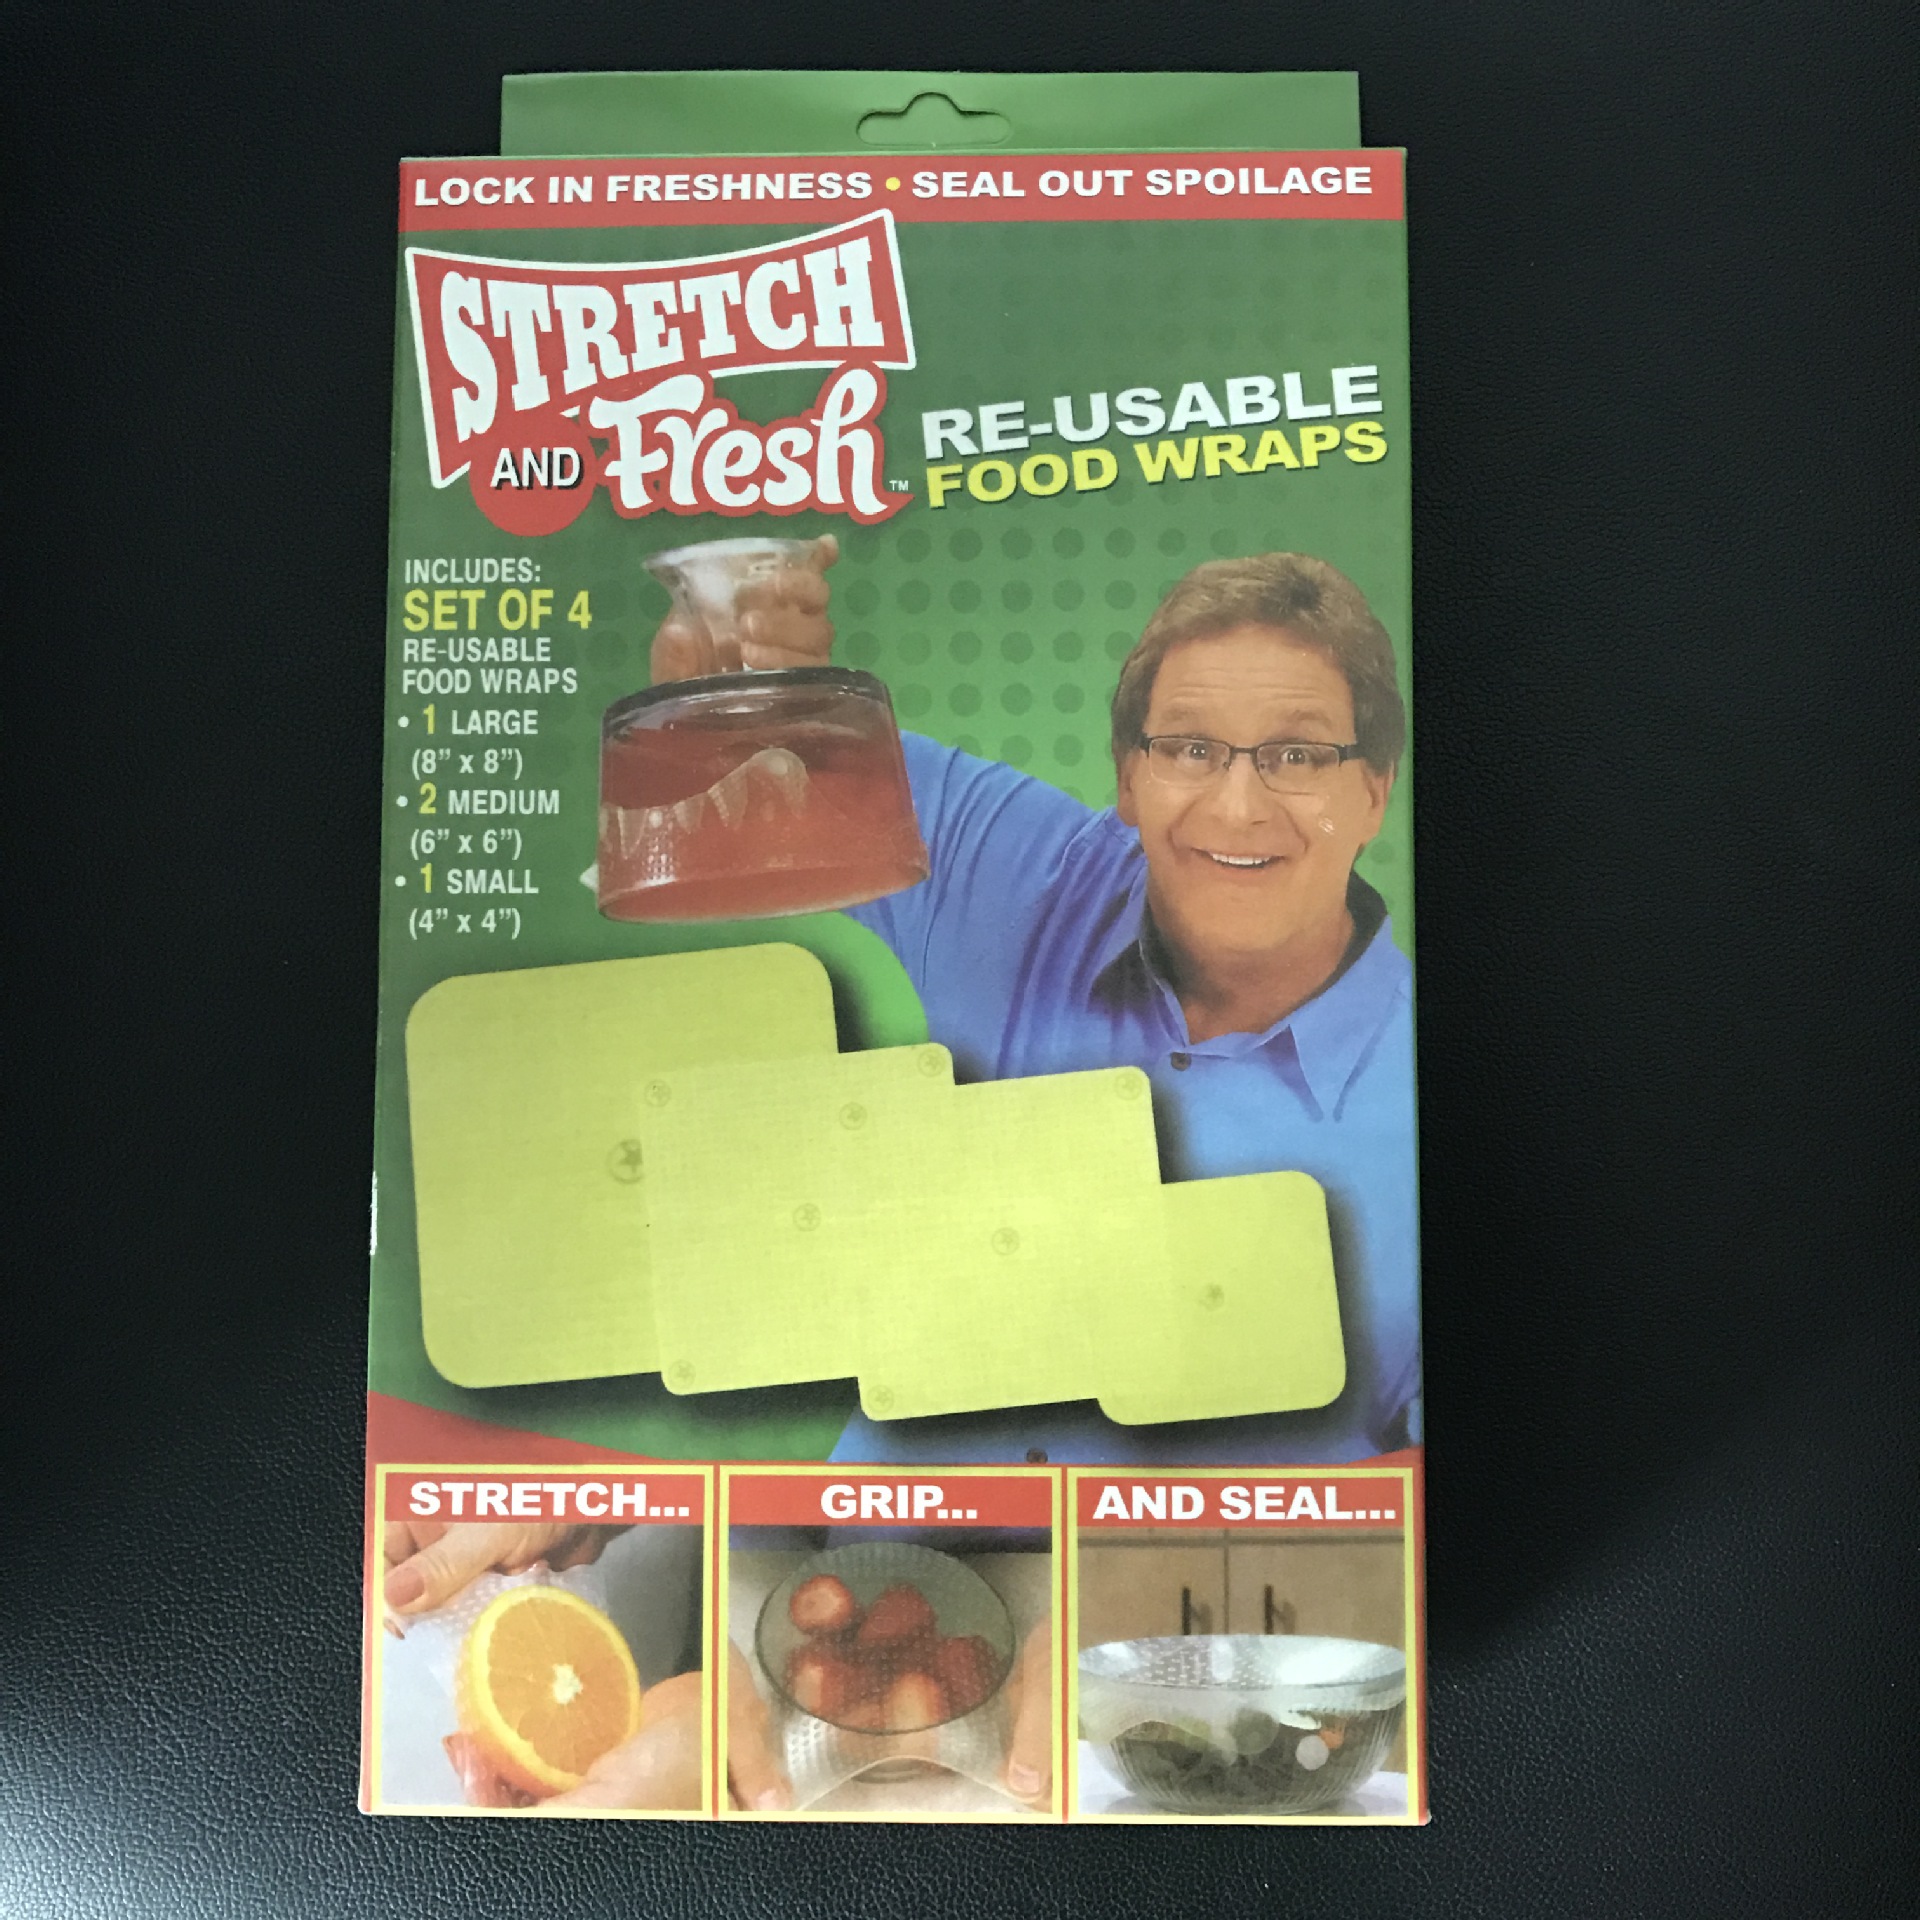 LOCK IN FRESHNESS • SEAL OUT SPOILAGE
STRETCH
AND Fresh™
RE-USABLE
FOOD WRAPS
INCLUDES:
SET OF 4
RE-USABLE
FOOD WRAPS
• 1 LARGE
(8” x 8”)
• 2 MEDIUM
(6” x 6”)
• 1 SMALL
(4” x 4”)
STRETCH...
GRIP...
AND SEAL...